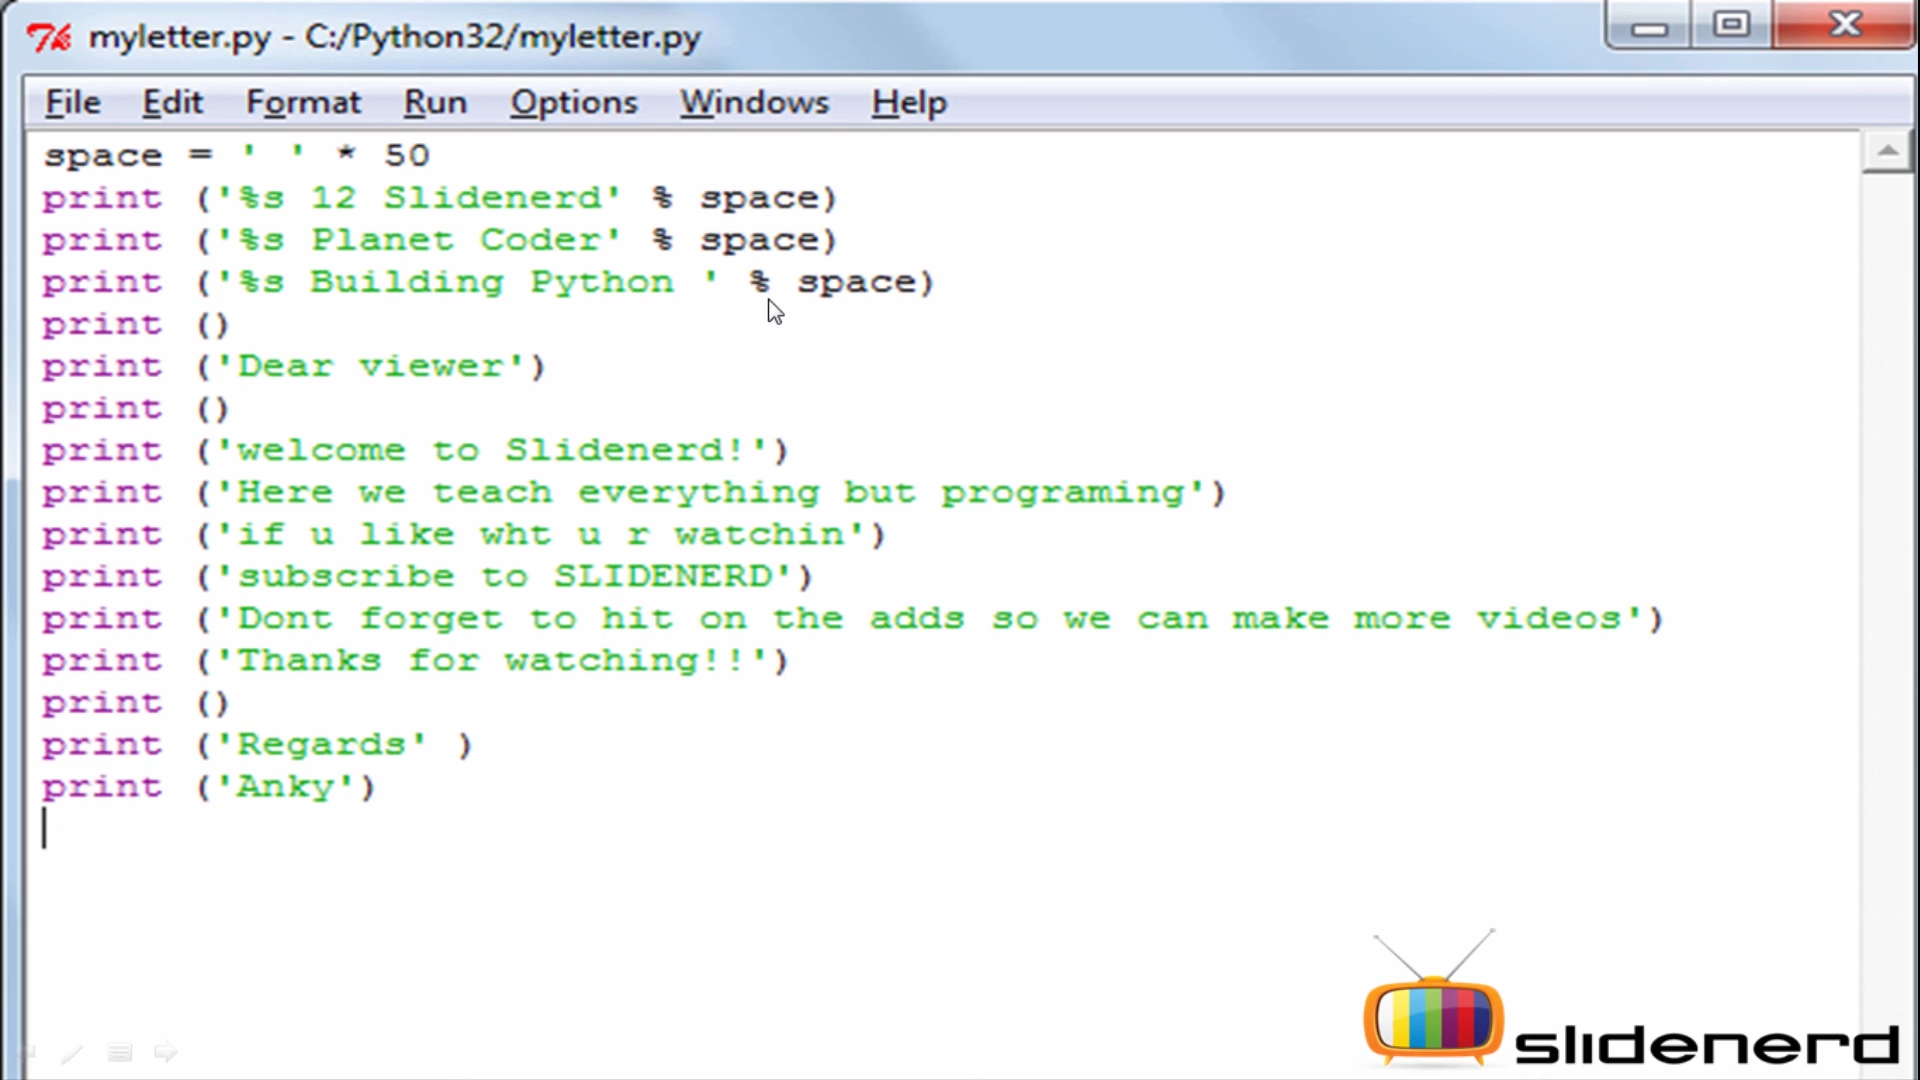 myletter.py - C:/Python32/myletter.py
File Edit Format Run Options Windows Help
space = ' ' * 50
print ('%s 12 Slidenerd' % space)
print ('%s Planet Coder' % space)
print ('%s Building Python ' % space)
print ()
print ('Dear viewer')
print ()
print ('welcome to Slidenerd!')
print ('Here we teach everything but programing')
print ('if u like wht u r watchin')
print ('subscribe to SLIDENERD')
print ('Dont forget to hit on the adds so we can make more videos')
print ('Thanks for watching!!')
print ()
print ('Regards' )
print ('Anky')
slidenerd